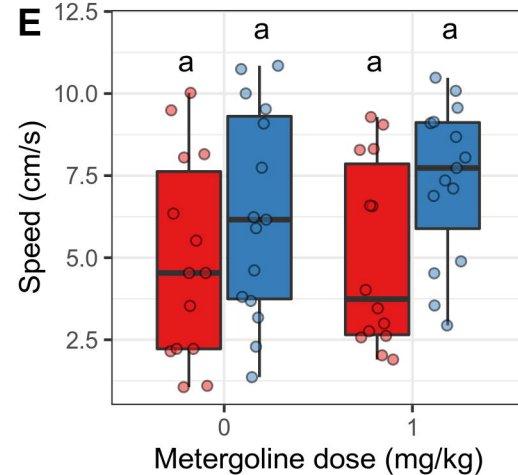 E
12.5
10.0
7.5
5.0
2.5
Speed (cm/s)
a a a a
0 1
Metergoline dose (mg/kg)